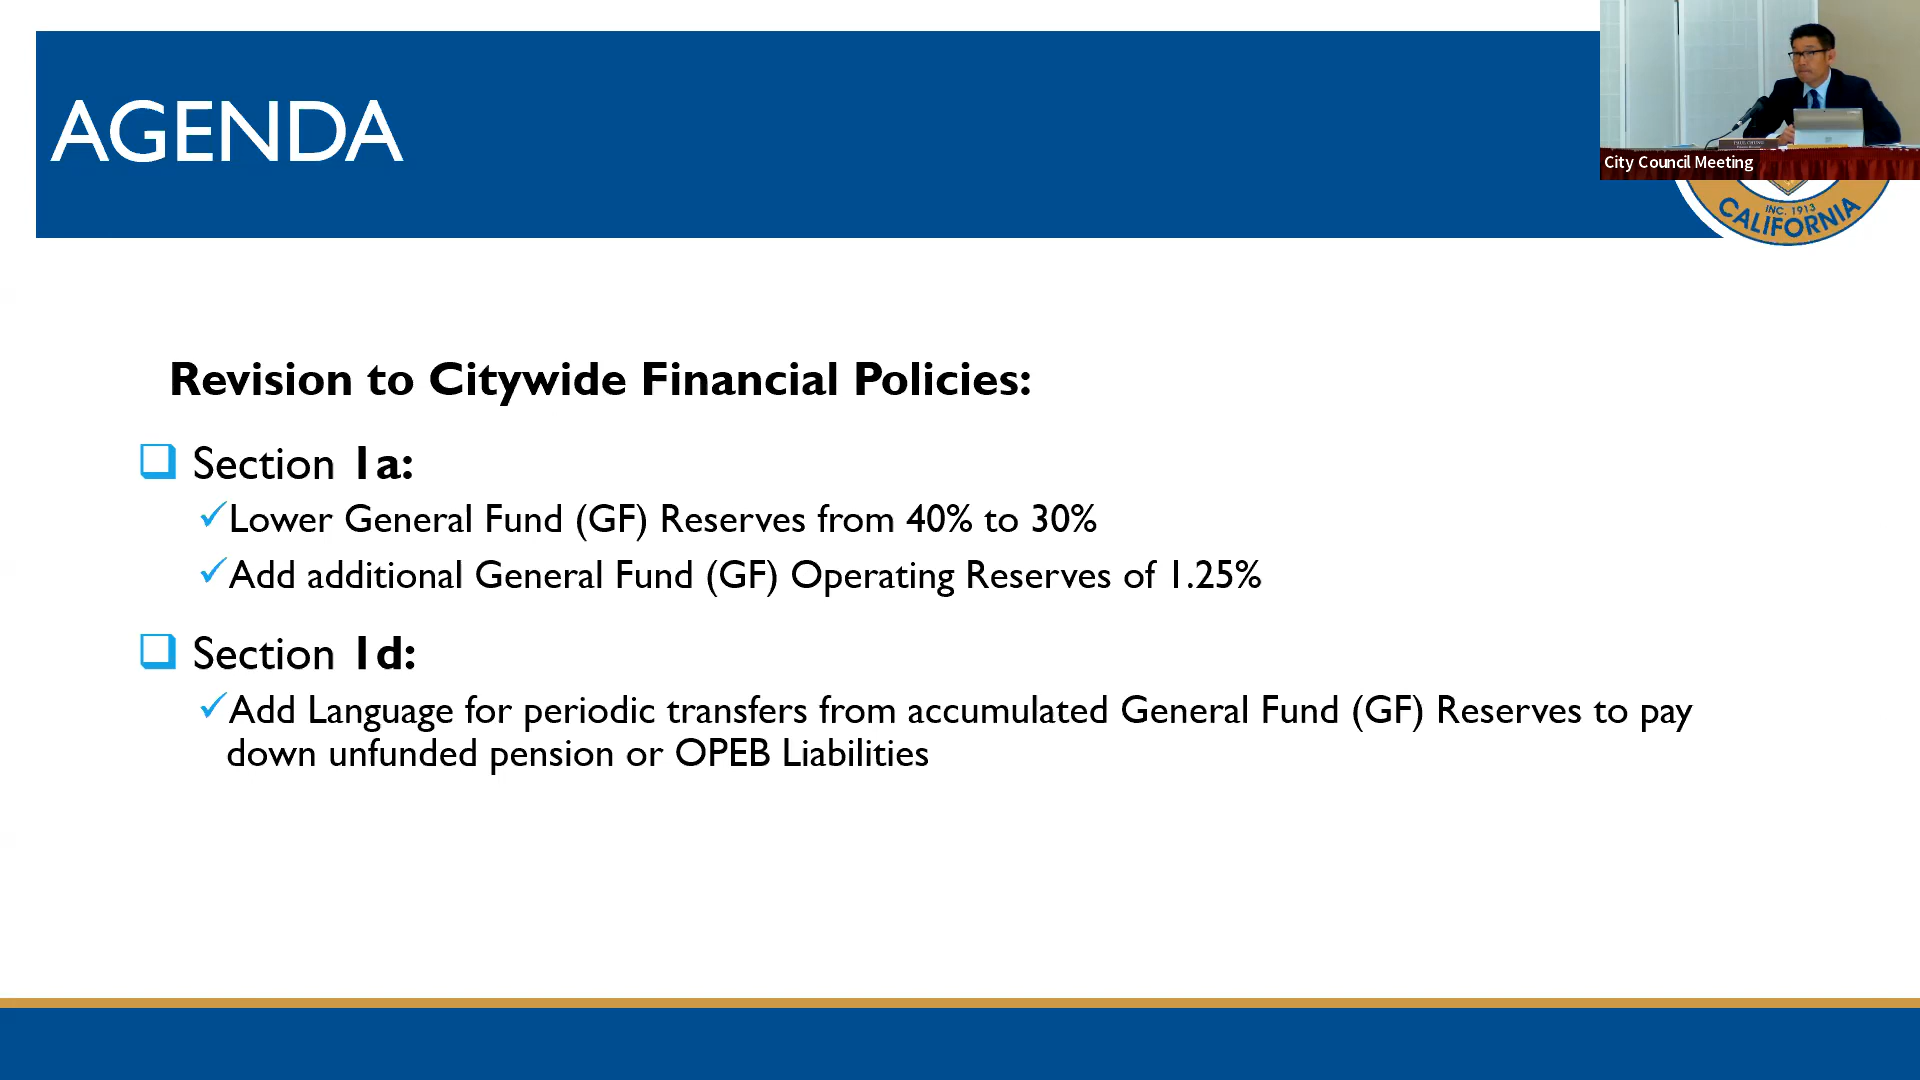 AGENDA
City Council Meeting
INC. 1913
CALIFORNIA
Revision to Citywide Financial Policies:
Section 1a:
Lower General Fund (GF) Reserves from 40% to 30%
Add additional General Fund (GF) Operating Reserves of 1.25%
Section 1d:
Add Language for periodic transfers from accumulated General Fund (GF) Reserves to pay
down unfunded pension or OPEB Liabilities